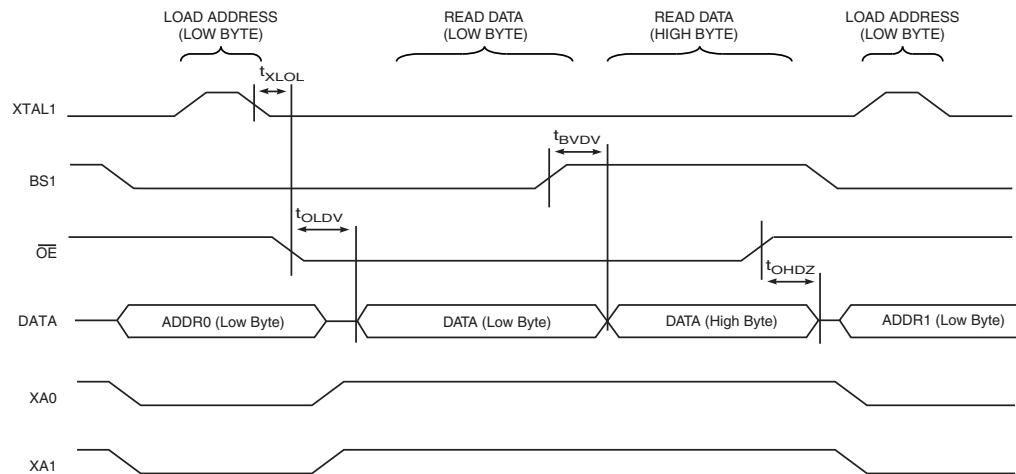 LOAD ADDRESS
(LOW BYTE)
READ DATA
(LOW BYTE)
READ DATA
(HIGH BYTE)
LOAD ADDRESS
(LOW BYTE)
tXLOL
XTAL1
tBVDV
BS1
tOLDV
OE
tOHDZ
DATA
ADDR0 (Low Byte)
DATA (Low Byte)
DATA (High Byte)
ADDR1 (Low Byte)
XA0
XA1